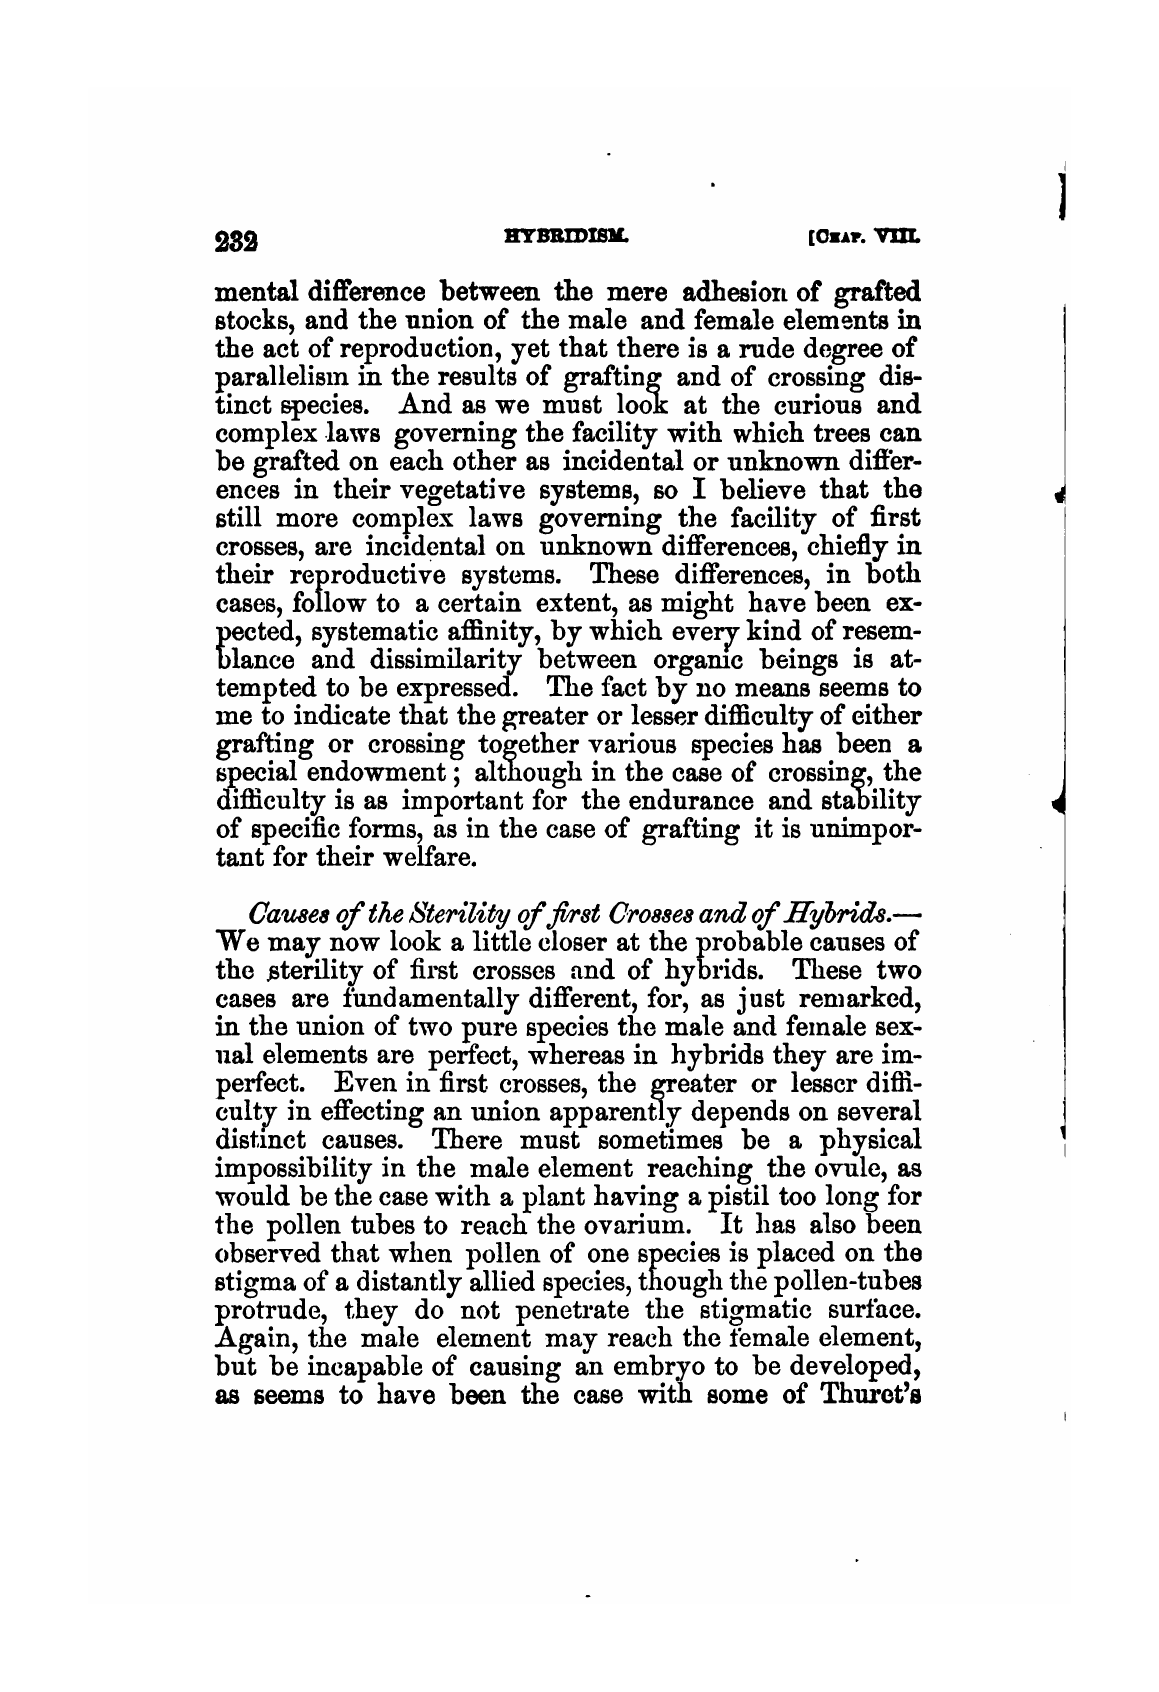 232 HYBRIDISM. [CHAP. VIII.
mental difference between the mere adhesion of grafted
stocks, and the union of the male and female elements in
the act of reproduction, yet that there is a rude degree of
parallelism in the results of grafting and of crossing dis-
tinct species. And as we must look at the curious and
complex laws governing the facility with which trees can
be grafted on each other as incidental or unknown differ-
ences in their vegetative systems, so I believe that the
still more complex laws governing the facility of first
crosses, are incidental on unknown differences, chiefly in
their reproductive systems. These differences, in both
cases, follow to a certain extent, as might have been ex-
pected, systematic affinity, by which every kind of resem-
blance and dissimilarity between organic beings is at-
tempted to be expressed. The fact by no means seems to
me to indicate that the greater or lesser difficulty of either
grafting or crossing together various species has been a
special endowment; although in the case of crossing, the
difficulty is as important for the endurance and stability
of specific forms, as in the case of grafting it is unimpor-
tant for their welfare.
Causes of the Sterility of first Crosses and of Hybrids.—
We may now look a little closer at the probable causes of
the sterility of first crosses and of hybrids. These two
cases are fundamentally different, for, as just remarked,
in the union of two pure species the male and female sex-
ual elements are perfect, whereas in hybrids they are im-
perfect. Even in first crosses, the greater or lesser diffi-
culty in effecting an union apparently depends on several
distinct causes. There must sometimes be a physical
impossibility in the male element reaching the ovule, as
would be the case with a plant having a pistil too long for
the pollen tubes to reach the ovarium. It has also been
observed that when pollen of one species is placed on the
stigma of a distantly allied species, though the pollen-tubes
protrude, they do not penetrate the stigmatic surface.
Again, the male element may reach the female element,
but be incapable of causing an embryo to be developed,
as seems to have been the case with some of Thuret's